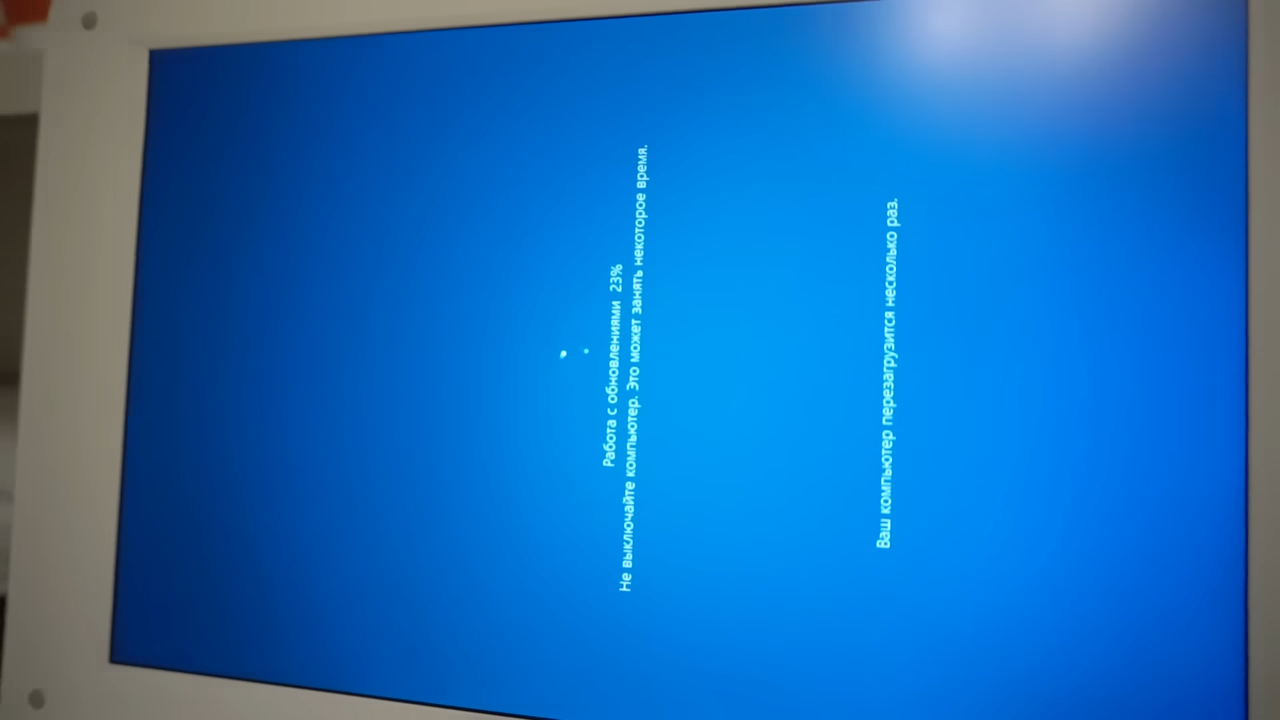 Работа с обновлениями 23%
Не выключайте компьютер. Это может занять некоторое время.
Ваш компьютер перезагрузится несколько раз.